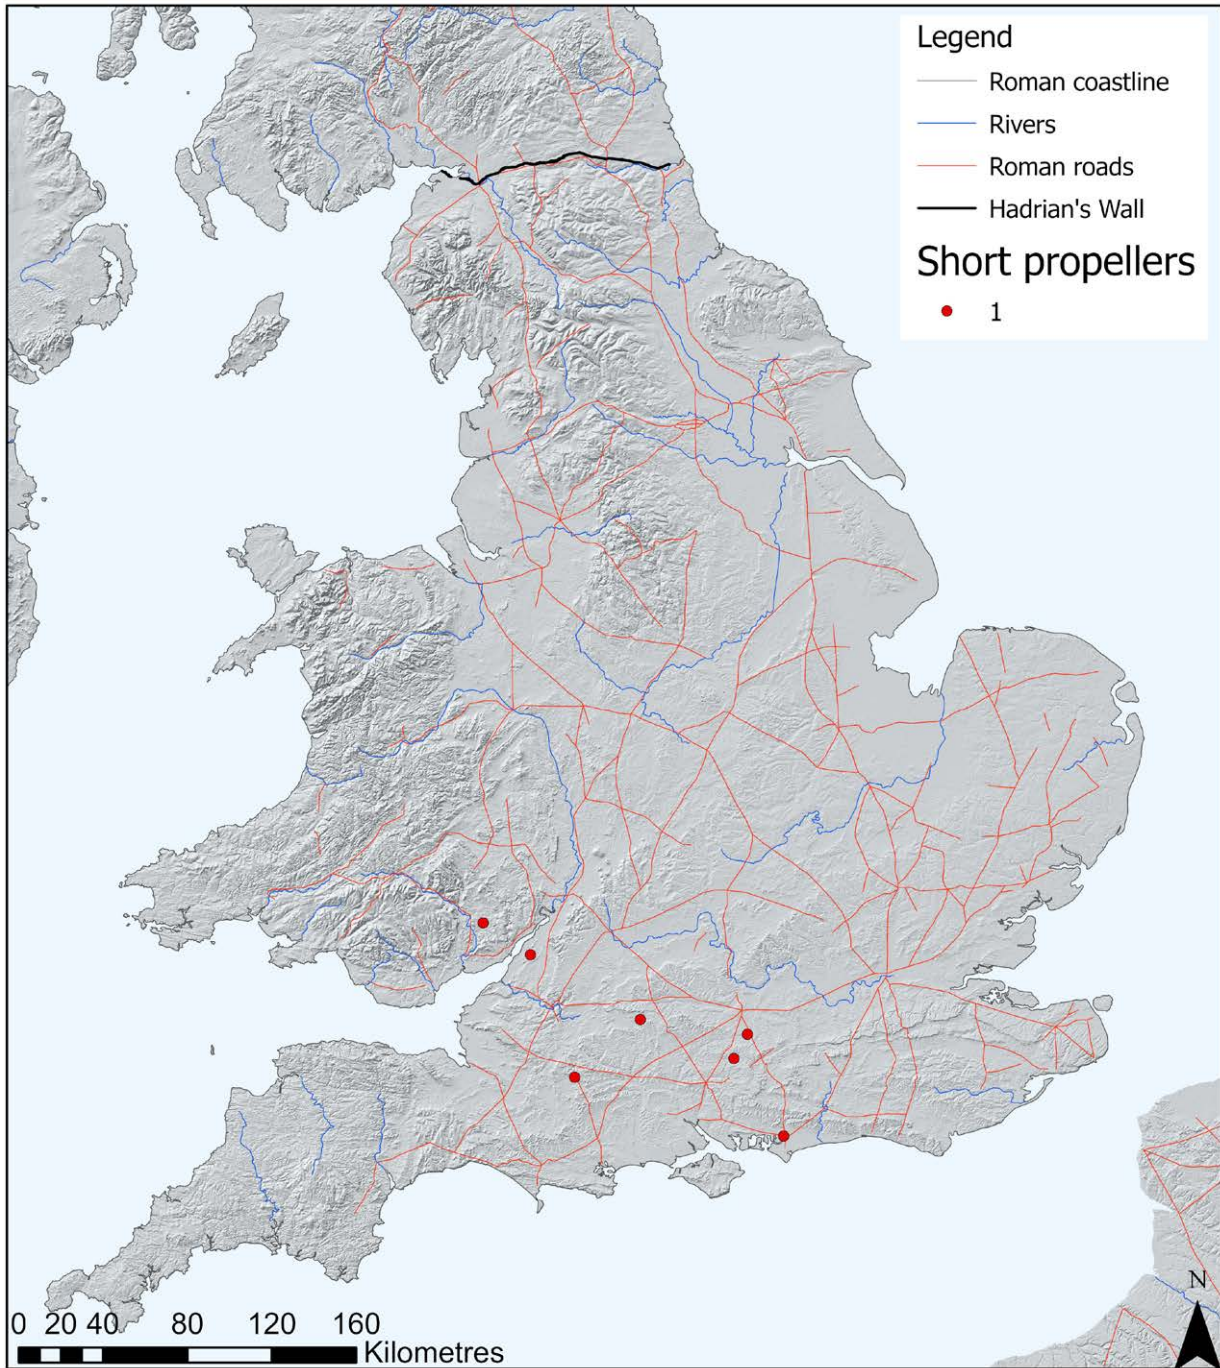 Legend
Roman coastline
Rivers
Roman roads
Hadrian's Wall
Short propellers
1
N
0 20 40 80 120 160
Kilometres